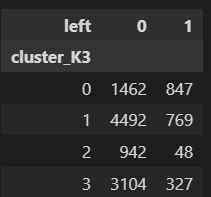 left 0 1
cluster_K3
0 1462 847
1 4492 769
2 942 48
3 3104 327